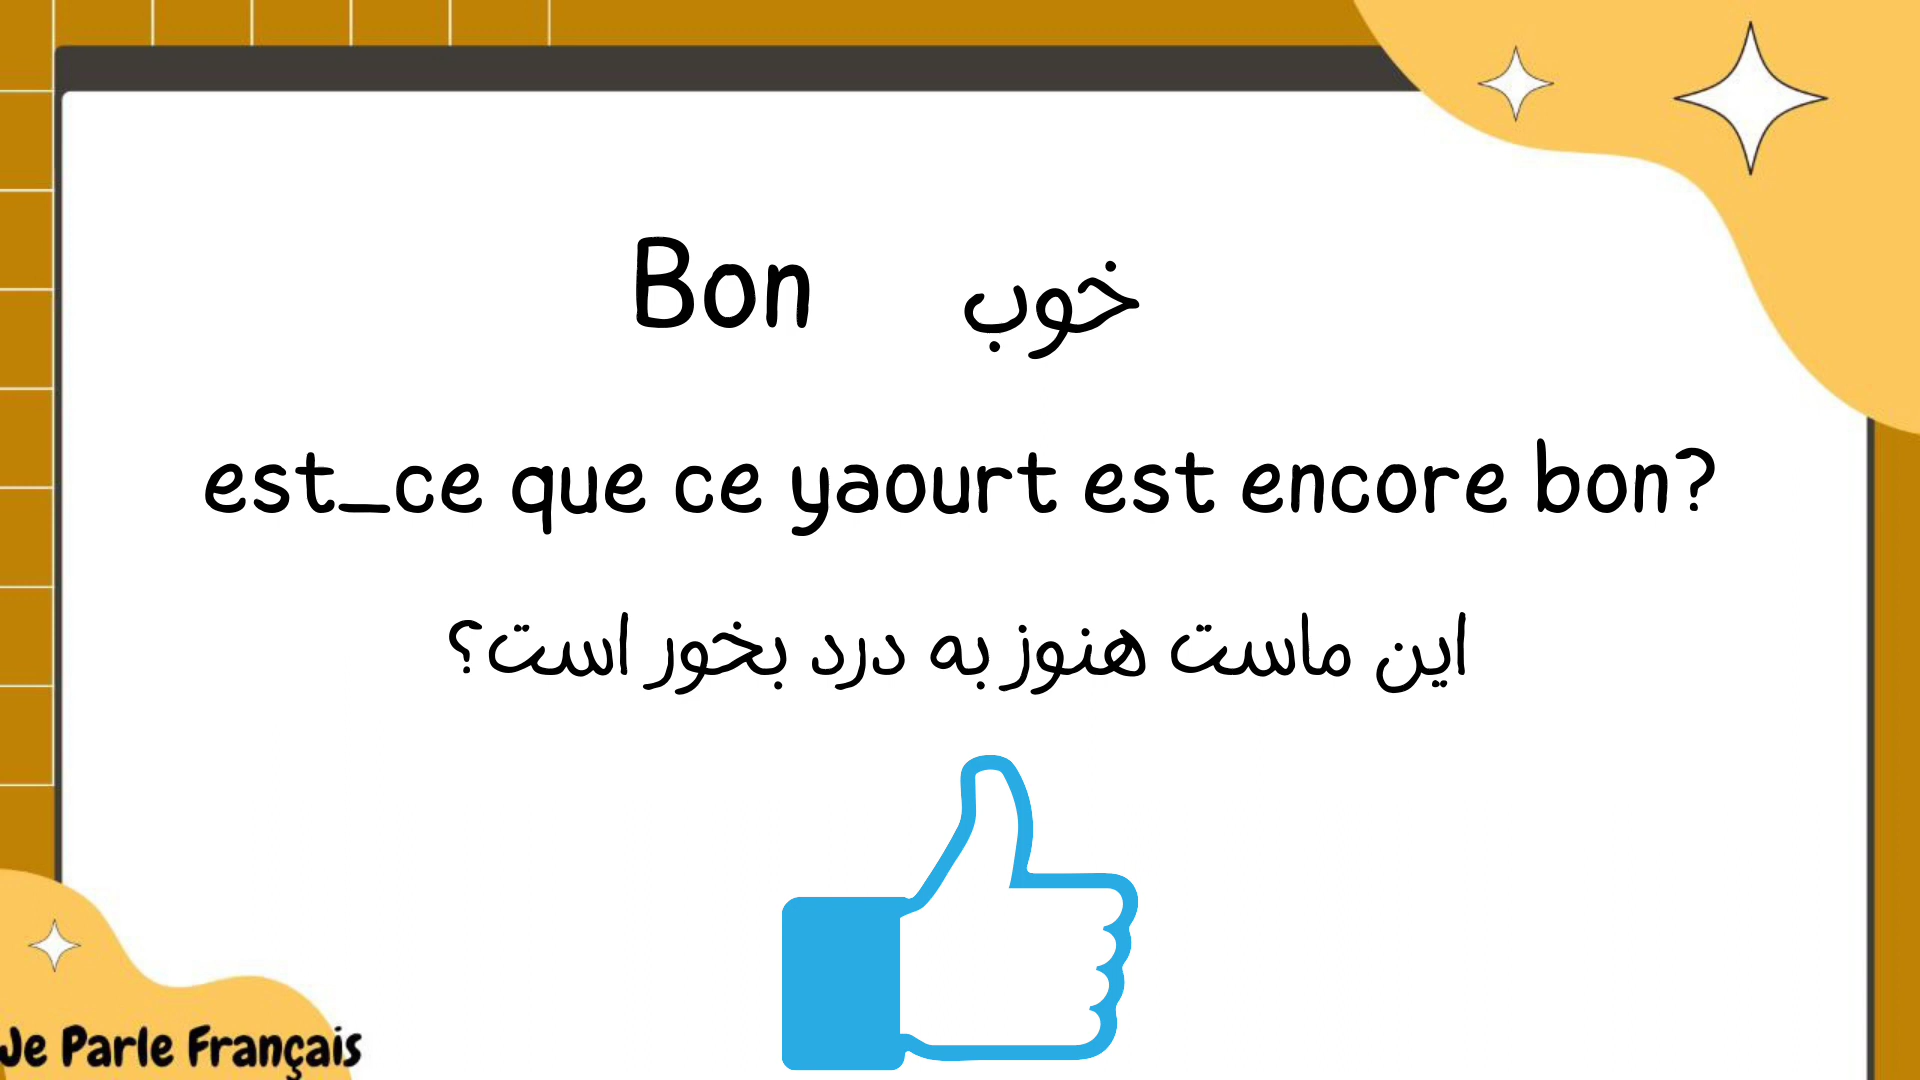 Bon خوب
est_ce que ce yaourt est encore bon?
این ماست هنوز به درد بخور است؟
Je Parle Français